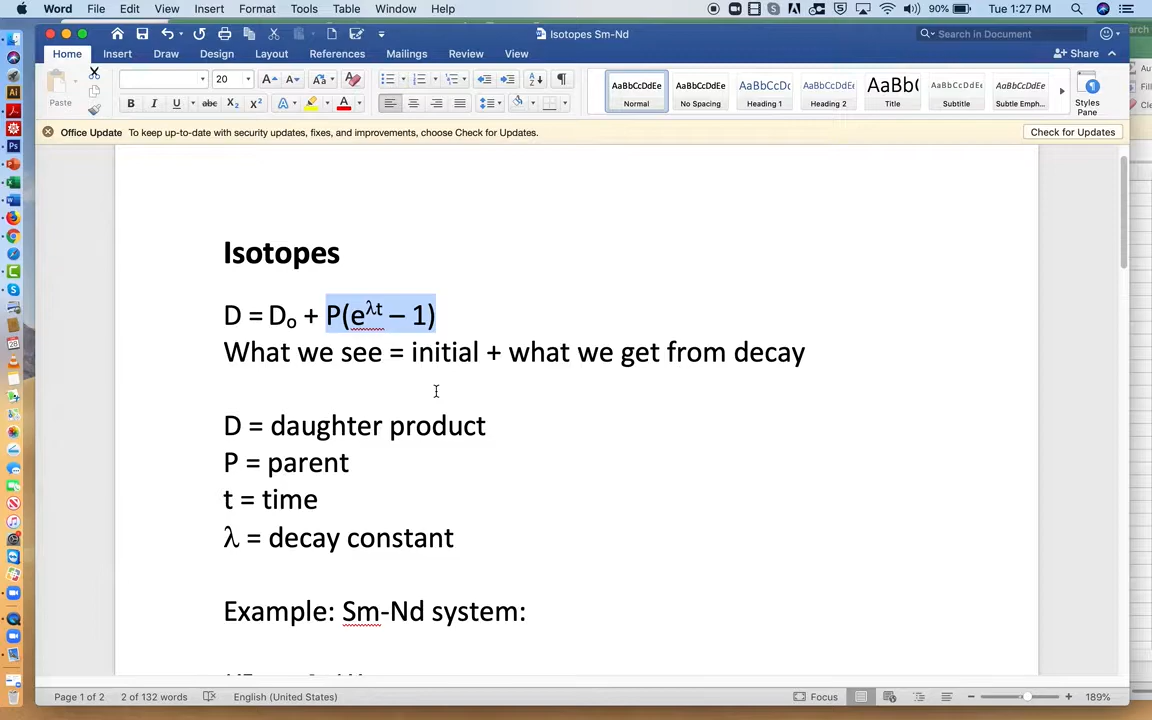 Word File Edit View Insert Format Tools Table Window Help 90% Tue 1:27 PM
Isotopes Sm-Nd Search in Document
Home Insert Draw Design Layout References Mailings Review View Share
Paste 20
AaBbCcDdEe AaBbCcDdEe AaBbCcDc AaBbCcDdEe AaBb( AaBbCcDdEe AaBbCcDdEe
Normal No Spacing Heading 1 Heading 2 Title Subtitle Subtle Emph... Styles Pane
Office Update To keep up-to-date with security updates, fixes, and improvements, choose Check for Updates. Check for Updates
Isotopes
D = Dₒ + P(e^λt – 1)
What we see = initial + what we get from decay
D = daughter product
P = parent
t = time
λ = decay constant
Example: Sm-Nd system:
Page 1 of 2 2 of 132 words English (United States) Focus 189%